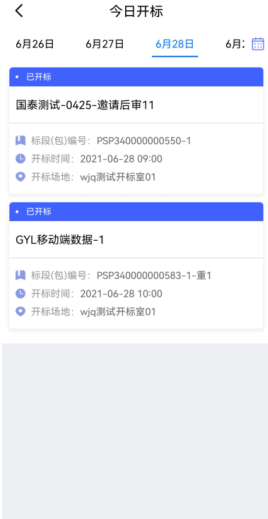 今日开标
6月26日 6月27日 6月28日 6月
已开标
国泰测试-0425-邀请后审11
标段(包)编号: PSP340000000550-1
开标时间: 2021-06-28 09:00
开标场地: wjq测试开标室01
已开标
GYL移动端数据-1
标段(包)编号: PSP340000000583-1-重1
开标时间: 2021-06-28 10:00
开标场地: wjq测试开标室01